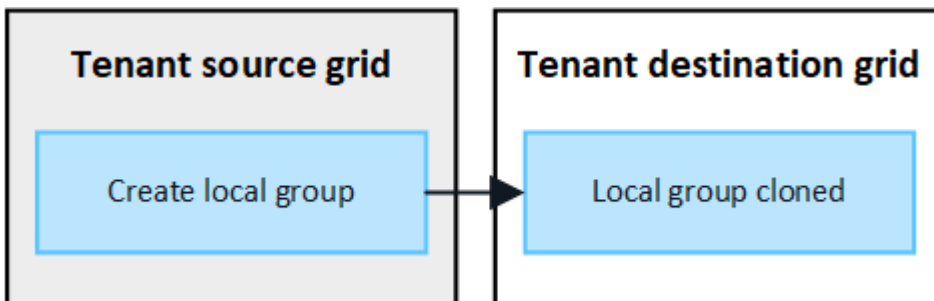 Tenant source grid
Create local group
Tenant destination grid
Local group cloned